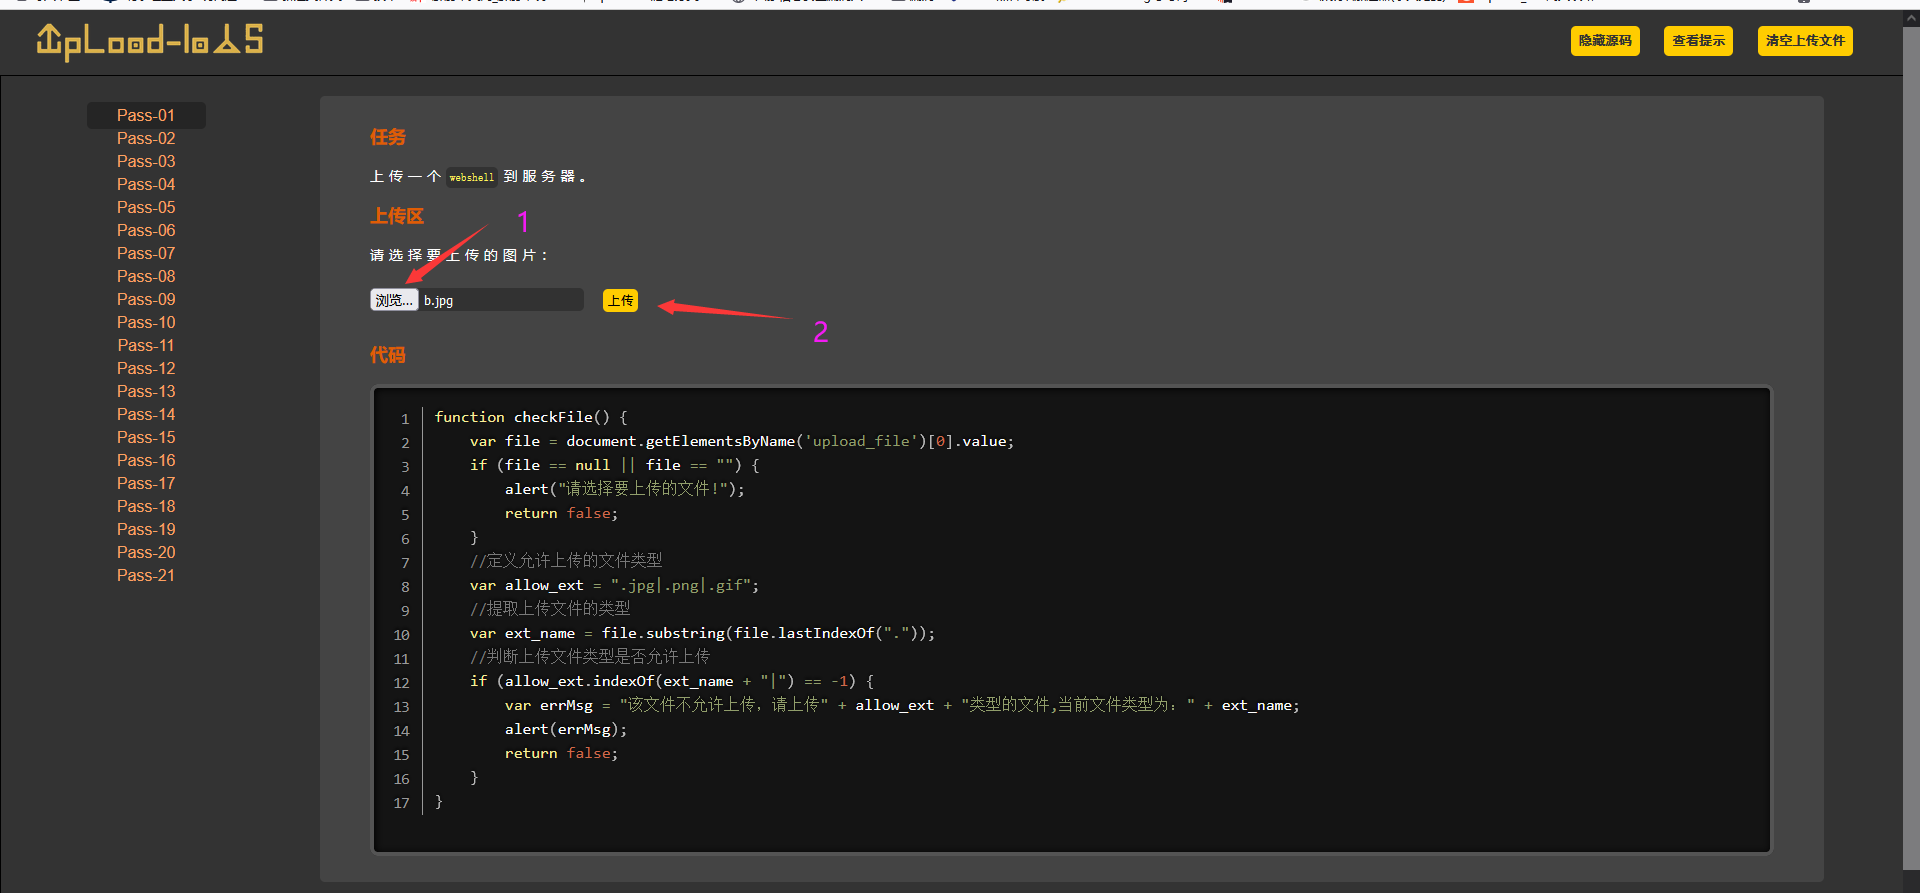 UpLoad-labS
隐藏源码
查看提示
清空上传文件
Pass-01
Pass-02
Pass-03
Pass-04
Pass-05
Pass-06
Pass-07
Pass-08
Pass-09
Pass-10
Pass-11
Pass-12
Pass-13
Pass-14
Pass-15
Pass-16
Pass-17
Pass-18
Pass-19
Pass-20
Pass-21
任务
上传一个 webshell 到服务器。
上传区
1
请选择要上传的图片：
浏览... b.jpg 上传
2
代码
1 function checkFile() {
2 var file = document.getElementsByName('upload_file')[0].value;
3 if (file == null || file == "") {
4 alert("请选择要上传的文件!");
5 return false;
6 }
7 //定义允许上传的文件类型
8 var allow_ext = ".jpg|.png|.gif";
9 //提取上传文件的类型
10 var ext_name = file.substring(file.lastIndexOf("."));
11 //判断上传文件类型是否允许上传
12 if (allow_ext.indexOf(ext_name + "|") == -1) {
13 var errMsg = "该文件不允许上传，请上传" + allow_ext + "类型的文件,当前文件类型为：" + ext_name;
14 alert(errMsg);
15 return false;
16 }
17 }